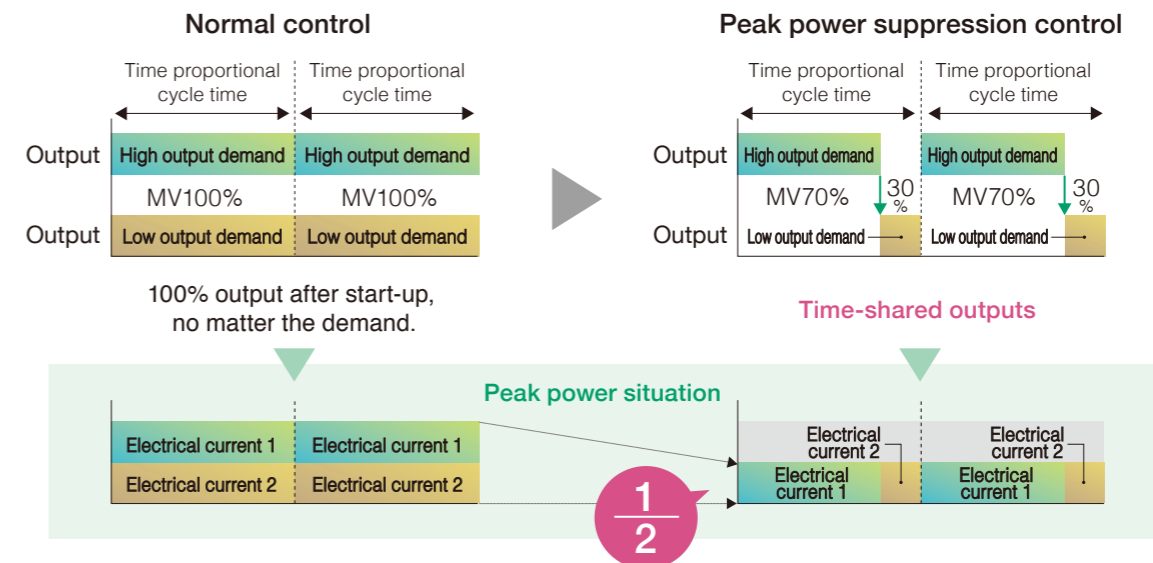 Normal control
Peak power suppression control
Time proportional
cycle time
Time proportional
cycle time
Time proportional
cycle time
Time proportional
cycle time
Output
High output demand
High output demand
MV100%
MV100%
Output
Low output demand
Low output demand
Output
High output demand
High output demand
MV70%
30
%
MV70%
30
%
Output
Low output demand
Low output demand
100% output after start-up,
no matter the demand.
Time-shared outputs
Peak power situation
Electrical current 1
Electrical current 1
Electrical current 2
Electrical current 2
1
2
Electrical
current 2
Electrical
current 2
Electrical
current 1
Electrical
current 1